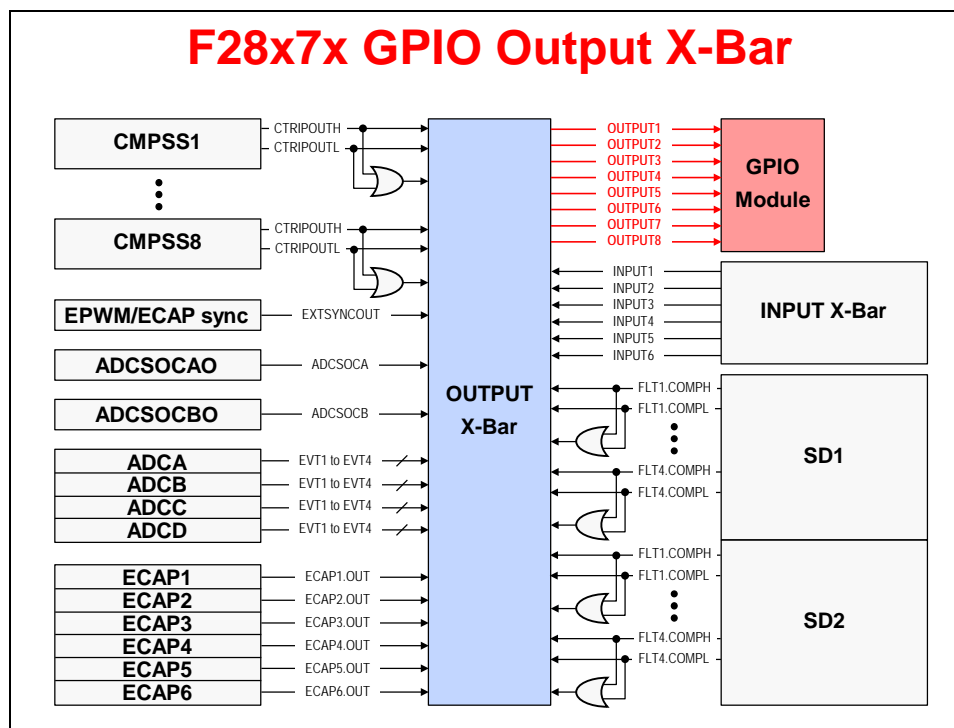 F28x7x GPIO Output X-Bar
CMPSS1
CTRIPOUTH
CTRIPOUTL
CMPSS8
CTRIPOUTH
CTRIPOUTL
EPWM/ECAP sync
EXTSYNCOUT
ADCSOCAO
ADCSOCA
ADCSOCBO
ADCSOCB
ADCA
EVT1 to EVT4
ADCB
EVT1 to EVT4
ADCC
EVT1 to EVT4
ADCD
EVT1 to EVT4
ECAP1
ECAP1.OUT
ECAP2
ECAP2.OUT
ECAP3
ECAP3.OUT
ECAP4
ECAP4.OUT
ECAP5
ECAP5.OUT
ECAP6
ECAP6.OUT
OUTPUT
X-Bar
OUTPUT1
OUTPUT2
OUTPUT3
OUTPUT4
OUTPUT5
OUTPUT6
OUTPUT7
OUTPUT8
GPIO
Module
INPUT1
INPUT2
INPUT3
INPUT4
INPUT5
INPUT6
INPUT X-Bar
FLT1.COMPH
FLT1.COMPL
FLT4.COMPH
FLT4.COMPL
SD1
FLT1.COMPH
FLT1.COMPL
FLT4.COMPH
FLT4.COMPL
SD2